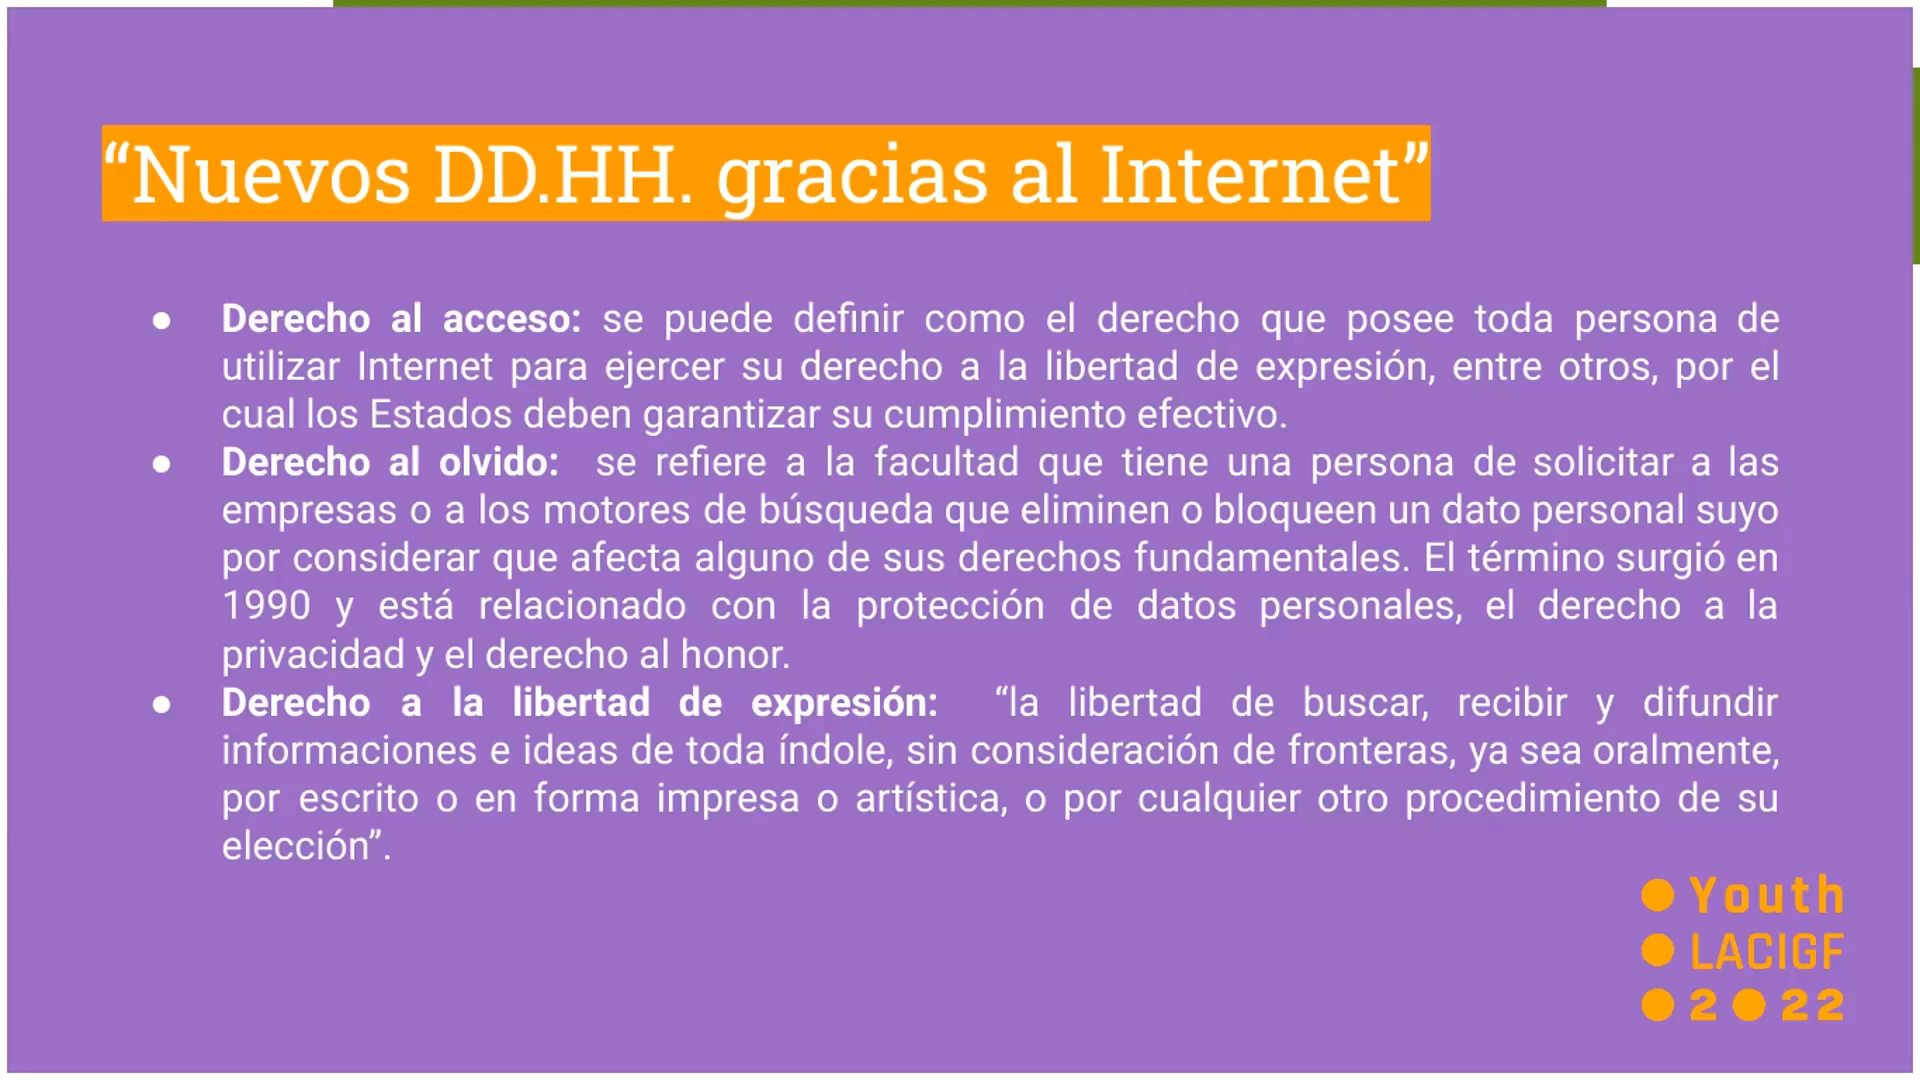 “Nuevos DD.HH. gracias al Internet”
● Derecho al acceso: se puede definir como el derecho que posee toda persona de
utilizar Internet para ejercer su derecho a la libertad de expresión, entre otros, por el
cual los Estados deben garantizar su cumplimiento efectivo.
● Derecho al olvido: se refiere a la facultad que tiene una persona de solicitar a las
empresas o a los motores de búsqueda que eliminen o bloqueen un dato personal suyo
por considerar que afecta alguno de sus derechos fundamentales. El término surgió en
1990 y está relacionado con la protección de datos personales, el derecho a la
privacidad y el derecho al honor.
● Derecho a la libertad de expresión: “la libertad de buscar, recibir y difundir
informaciones e ideas de toda índole, sin consideración de fronteras, ya sea oralmente,
por escrito o en forma impresa o artística, o por cualquier otro procedimiento de su
elección”.
Youth
LACIGF
2●22